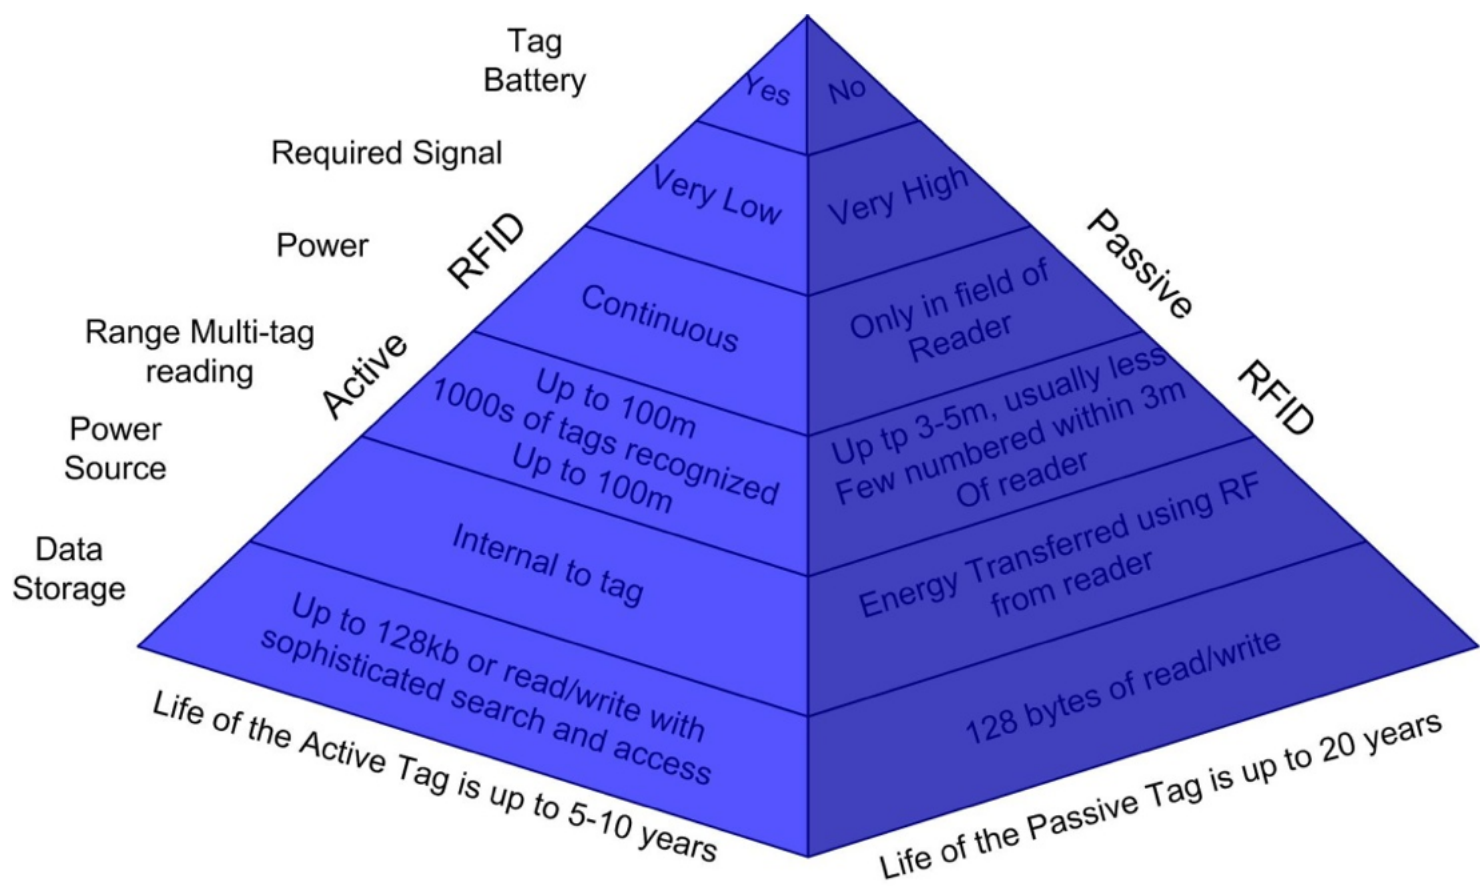 Tag
Battery
Yes
No
Required Signal
Very Low
Very High
Power
Continuous
Only in field of
Reader
Range Multi-tag
reading
Up to 100m
1000s of tags recognized
Up to 100m
Up tp 3-5m, usually less
Few numbered within 3m
Of reader
Power
Source
Internal to tag
Energy Transferred using RF
from reader
Data
Storage
Up to 128kb or read/write with
sophisticated search and access
128 bytes of read/write
Active RFID
Passive RFID
Life of the Active Tag is up to 5-10 years
Life of the Passive Tag is up to 20 years